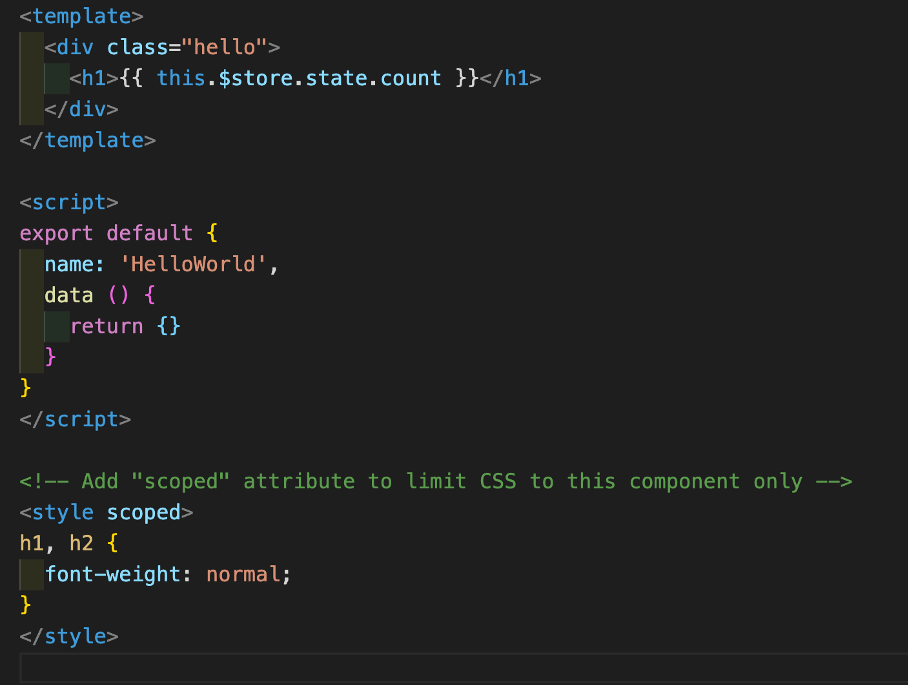 <template>
  <div class="hello">
    <h1>{{ this.$store.state.count }}</h1>
  </div>
</template>

<script>
export default {
  name: 'HelloWorld',
  data () {
    return {}
  }
}
</script>

<!-- Add "scoped" attribute to limit CSS to this component only -->
<style scoped>
h1, h2 {
  font-weight: normal;
}
</style>